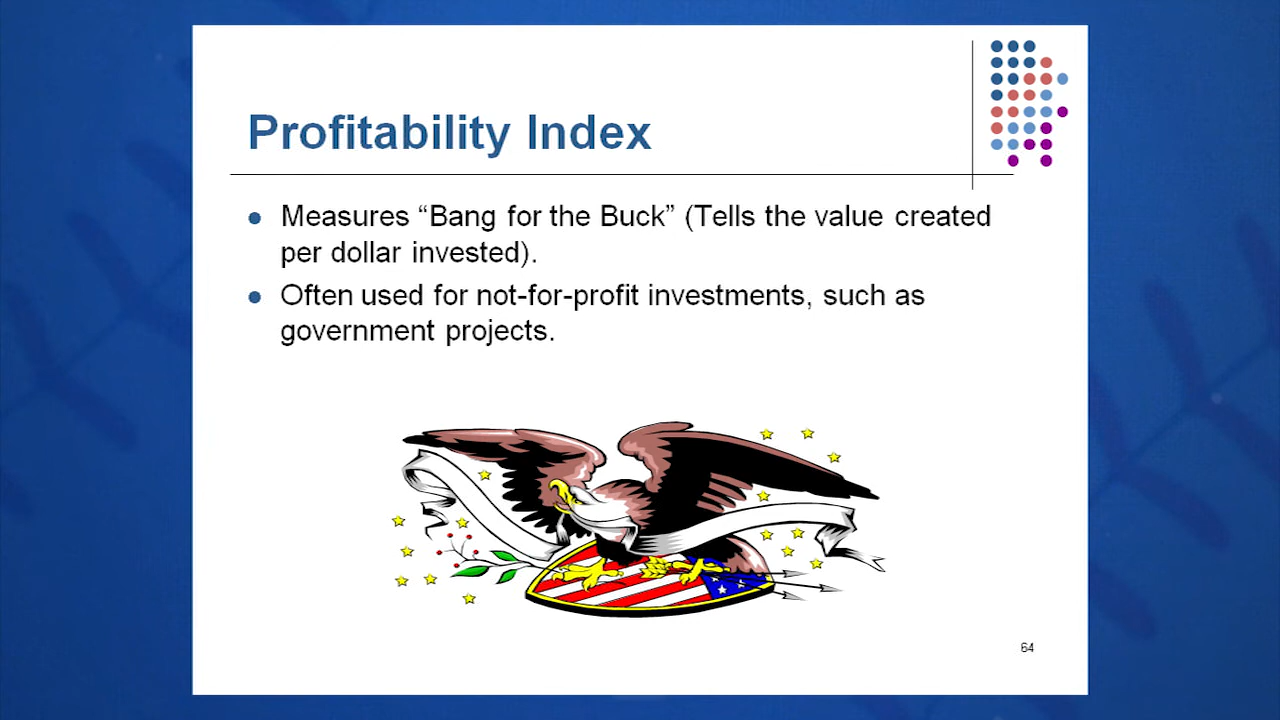 Profitability Index
Measures “Bang for the Buck” (Tells the value created
per dollar invested).
Often used for not-for-profit investments, such as
government projects.
64